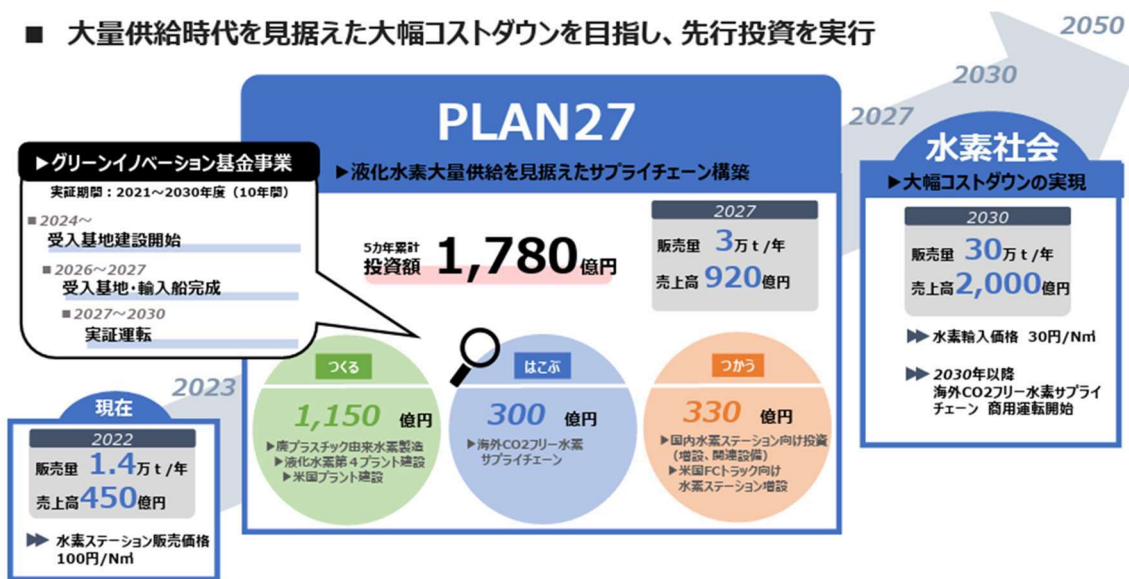 ■ 大量供給時代を見据えた大幅コストダウンを目指し、先行投資を実行
2050
2030
2027
2023
PLAN27
▶液化水素大量供給を見据えたサプライチェーン構築
▶グリーンイノベーション基金事業
実証期間：2021～2030年度（10年間）
■2024～
受入基地建設開始
■2026～2027
受入基地・輸入船完成
■2027～2030
実証運転
5カ年累計
投資額 1,780億円
2027
販売量 3万t/年
売上高 920億円
つくる
1,150 億円
▶廃プラスチック由来水素製造
▶液化水素第4プラント建設
▶米国プラント建設
はこぶ
300 億円
▶海外CO2フリー水素
サプライチェーン
つかう
330 億円
▶国内水素ステーション向け投資
(増設、関連設備)
▶米国FCトラック向け
水素ステーション増設
現在
2022
販売量 1.4万t/年
売上高 450億円
▶▶ 水素ステーション販売価格
100円/N㎥
水素社会
▶大幅コストダウンの実現
2030
販売量 30万t/年
売上高 2,000億円
▶▶ 水素輸入価格 30円/N㎥
▶▶ 2030年以降
海外CO2フリー水素サプライ
チェーン 商用運転開始